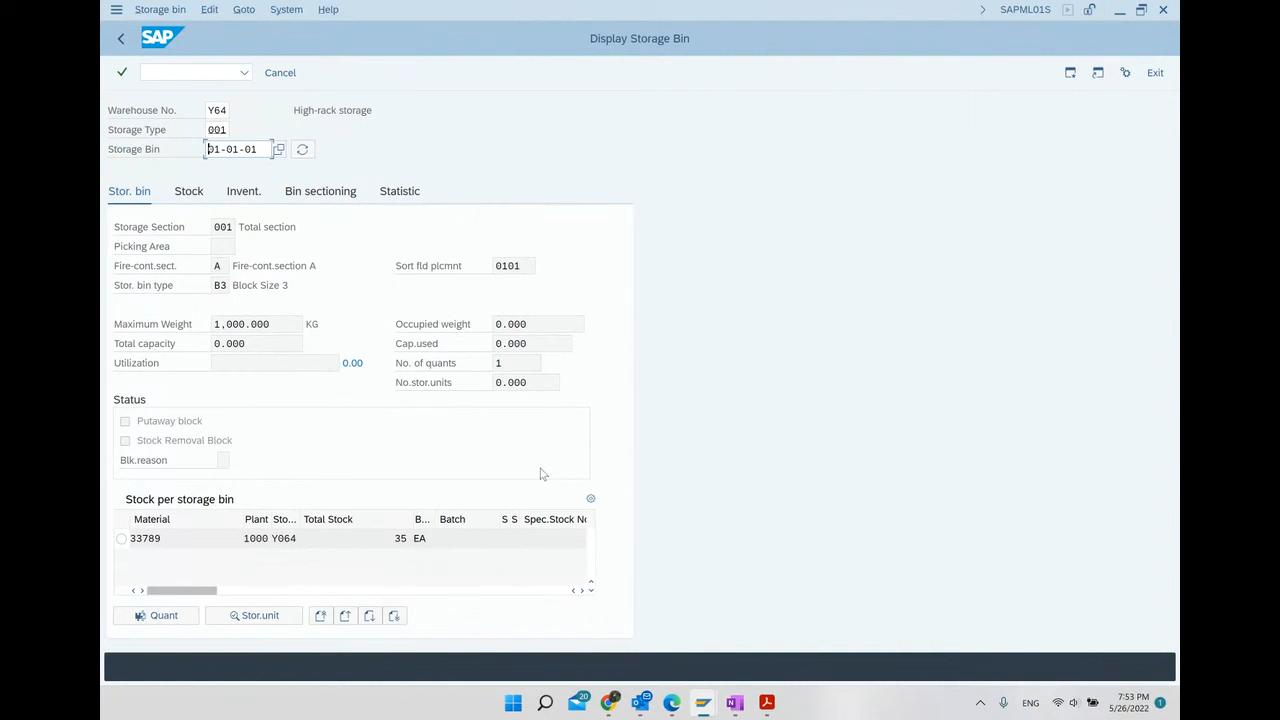 Storage bin Edit Goto System Help SAPML01S
SAP Display Storage Bin
Cancel Exit
Warehouse No. Y64 High-rack storage
Storage Type 001
Storage Bin 01-01-01
Stor. bin Stock Invent. Bin sectioning Statistic
Storage Section 001 Total section
Picking Area
Fire-cont.sect. A Fire-cont.section A Sort fld plcmnt 0101
Stor. bin type B3 Block Size 3
Maximum Weight 1,000.000 KG Occupied weight 0.000
Total capacity 0.000 Cap.used 0.000
Utilization 0.00 No. of quants 1
No.stor.units 0.000
Status
Putaway block
Stock Removal Block
Blk.reason
Stock per storage bin
Material Plant Sto... Total Stock B... Batch S S Spec.Stock No
33789 1000 Y064 35 EA
Quant Stor.unit
20 ENG 7:53 PM
5/26/2022 1